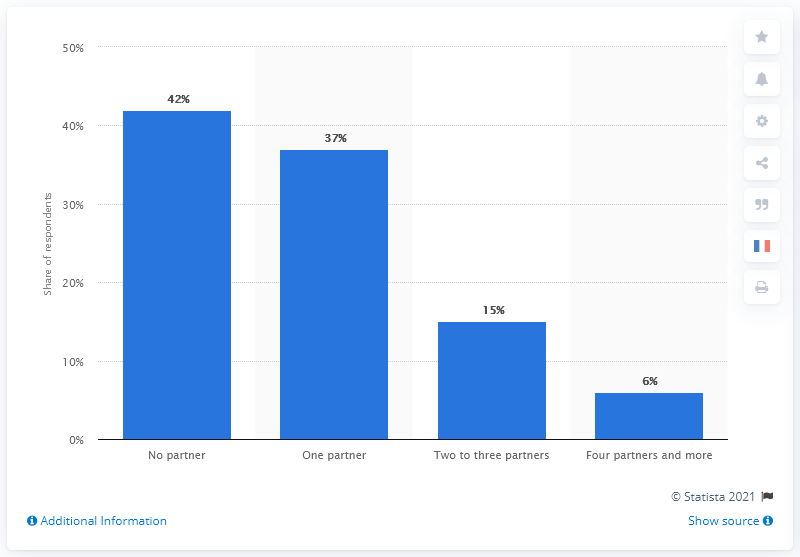 50%
42%
40%
37%
30%
Share of respondents
20%
15%
10%
6%
0%
No partner
One partner
Two to three partners
Four partners and more
© Statista 2021
Additional Information
Show source